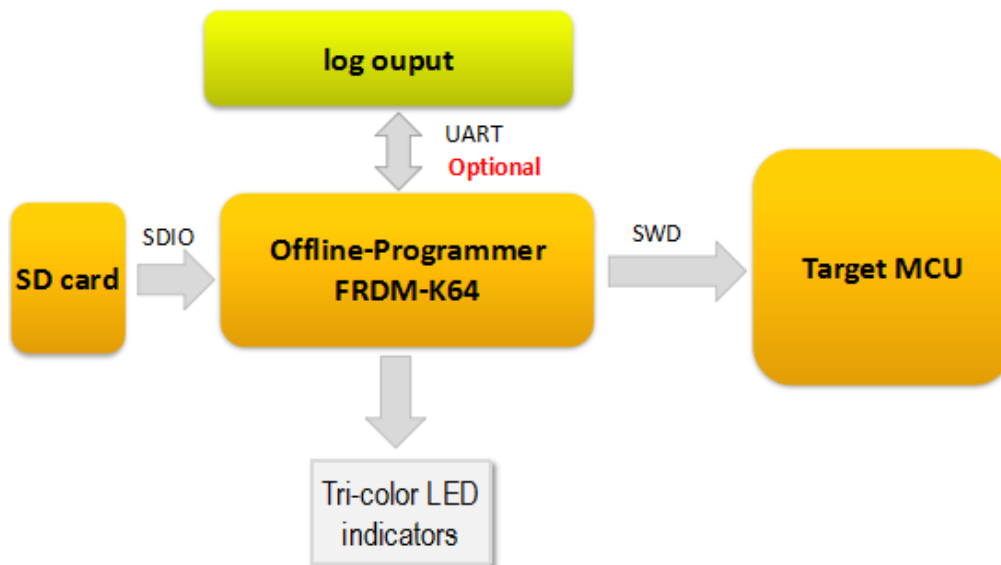 log ouput
UART
Optional
SDIO
SWD
SD card
Offline-Programmer
FRDM-K64
Target MCU
Tri-color LED
indicators